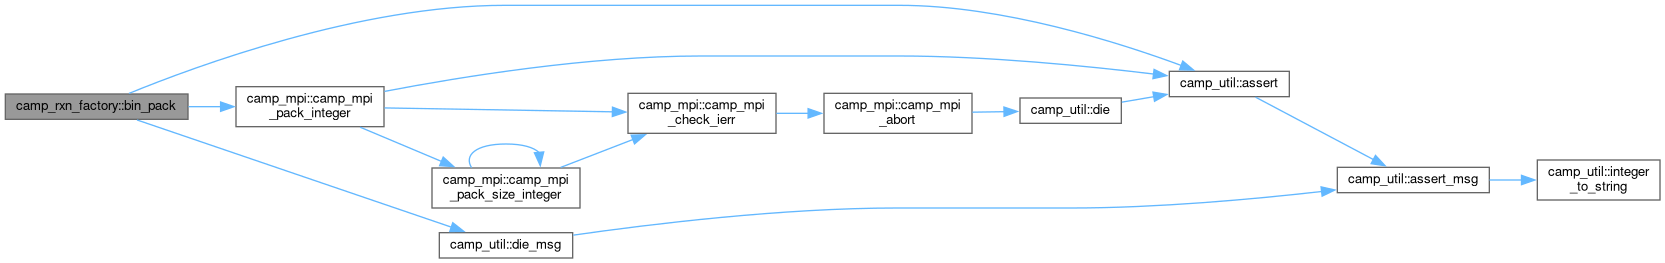 camp_rxn_factory::bin_pack
camp_mpi::camp_mpi
_pack_integer
camp_mpi::camp_mpi
_pack_size_integer
camp_util::die_msg
camp_mpi::camp_mpi
_check_ierr
camp_mpi::camp_mpi
_abort
camp_util::die
camp_util::assert
camp_util::assert_msg
camp_util::integer
_to_string